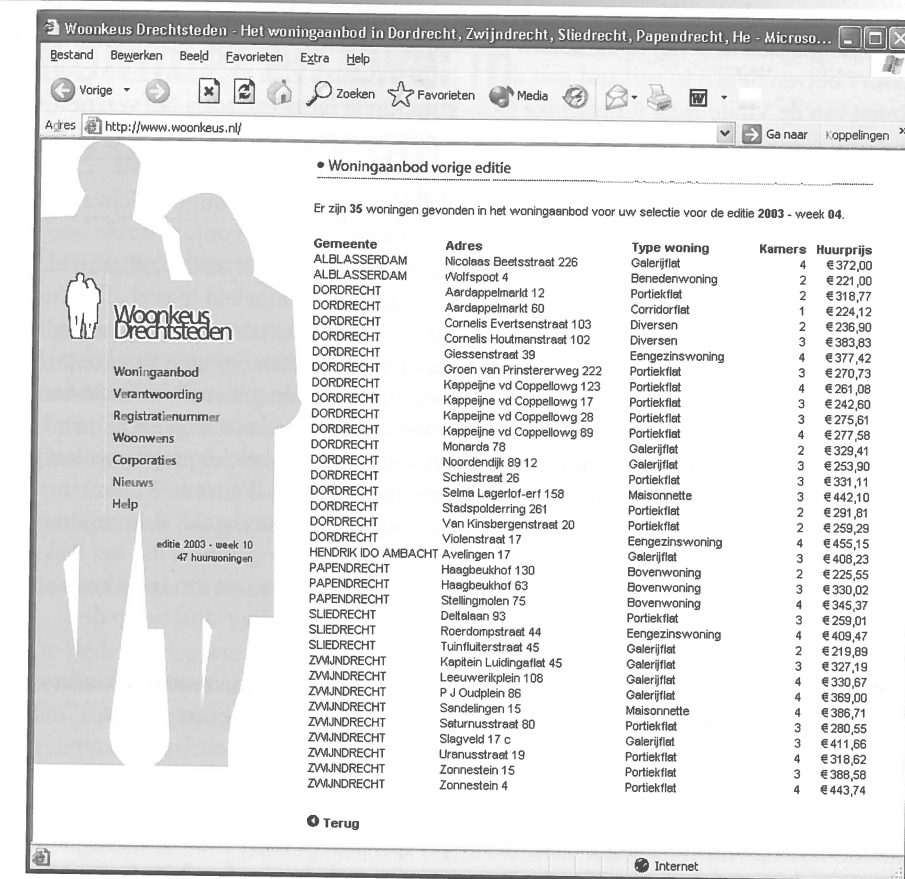 Woonkeus Drechtsteden - Het woningaanbod in Dordrecht, Zwijndrecht, Sliedrecht, Papendrecht, He - Microso...
Bestand Bewerken Beeld Favorieten Extra Help
Vorige Zoeken Favorieten Media
Adres http://www.woonkeus.nl/ Ga naar Koppelingen »
• Woningaanbod vorige editie
Er zijn 35 woningen gevonden in het woningaanbod voor uw selectie voor de editie 2003 - week 04.
Woonkeus
Drechtsteden
Woningaanbod
Verantwoording
Registratienummer
Woonwens
Corporaties
Nieuws
Help
editie 2003 - week 10
47 huurwoningen
Gemeente Adres Type woning Kamers Huurprijs
ALBLASSERDAM Nicolaas Beetsstraat 226 Galerijflat 4 €372,00
ALBLASSERDAM Wolfspoot 4 Benedenwoning 2 €221,00
DORDRECHT Aardappelmarkt 12 Portiekflat 2 €318,77
DORDRECHT Aardappelmarkt 60 Corridorflat 1 €224,12
DORDRECHT Cornelis Evertsenstraat 103 Diversen 2 €236,90
DORDRECHT Cornelis Houtmanstraat 102 Diversen 3 €383,83
DORDRECHT Giessenstraat 39 Eengezinswoning 4 €377,42
DORDRECHT Groen van Prinstererweg 222 Portiekflat 3 €270,73
DORDRECHT Kappeijne vd Coppellowg 123 Portiekflat 4 €261,08
DORDRECHT Kappeijne vd Coppellowg 17 Portiekflat 3 €242,60
DORDRECHT Kappeijne vd Coppellowg 28 Portiekflat 3 €275,61
DORDRECHT Kappeijne vd Coppellowg 89 Portiekflat 4 €277,58
DORDRECHT Monarda 78 Galerijflat 2 €329,41
DORDRECHT Noordendijk 89 12 Galerijflat 3 €253,90
DORDRECHT Schiestraat 26 Portiekflat 3 €331,11
DORDRECHT Selma Lagerlof-erf 158 Maisonnette 3 €442,10
DORDRECHT Stadspolderring 261 Portiekflat 2 €291,81
DORDRECHT Van Kinsbergenstraat 20 Portiekflat 2 €259,29
DORDRECHT Violenstraat 17 Eengezinswoning 4 €455,15
HENDRIK IDO AMBACHT Avelingen 17 Galerijflat 3 €408,23
PAPENDRECHT Haagbeukhof 130 Bovenwoning 2 €225,55
PAPENDRECHT Haagbeukhof 63 Bovenwoning 3 €330,02
PAPENDRECHT Stellingmolen 75 Bovenwoning 4 €345,37
SLIEDRECHT Deltalaan 93 Portiekflat 3 €259,01
SLIEDRECHT Roerdompstraat 44 Eengezinswoning 4 €409,47
SLIEDRECHT Tuinfluiterstraat 45 Galerijflat 2 €219,89
ZWIJNDRECHT Kapitein Luidingaflat 45 Galerijflat 3 €327,19
ZWIJNDRECHT Leeuwerikplein 108 Galerijflat 4 €330,67
ZWIJNDRECHT P J Oudplein 86 Galerijflat 4 €369,00
ZWIJNDRECHT Sandelingen 15 Maisonnette 4 €386,71
ZWIJNDRECHT Saturnusstraat 80 Portiekflat 3 €280,55
ZWIJNDRECHT Slagveld 17 c Galerijflat 3 €411,66
ZWIJNDRECHT Uranusstraat 19 Portiekflat 4 €318,62
ZWIJNDRECHT Zonnestein 15 Portiekflat 3 €388,58
ZWIJNDRECHT Zonnestein 4 Portiekflat 4 €443,74
Terug
Internet